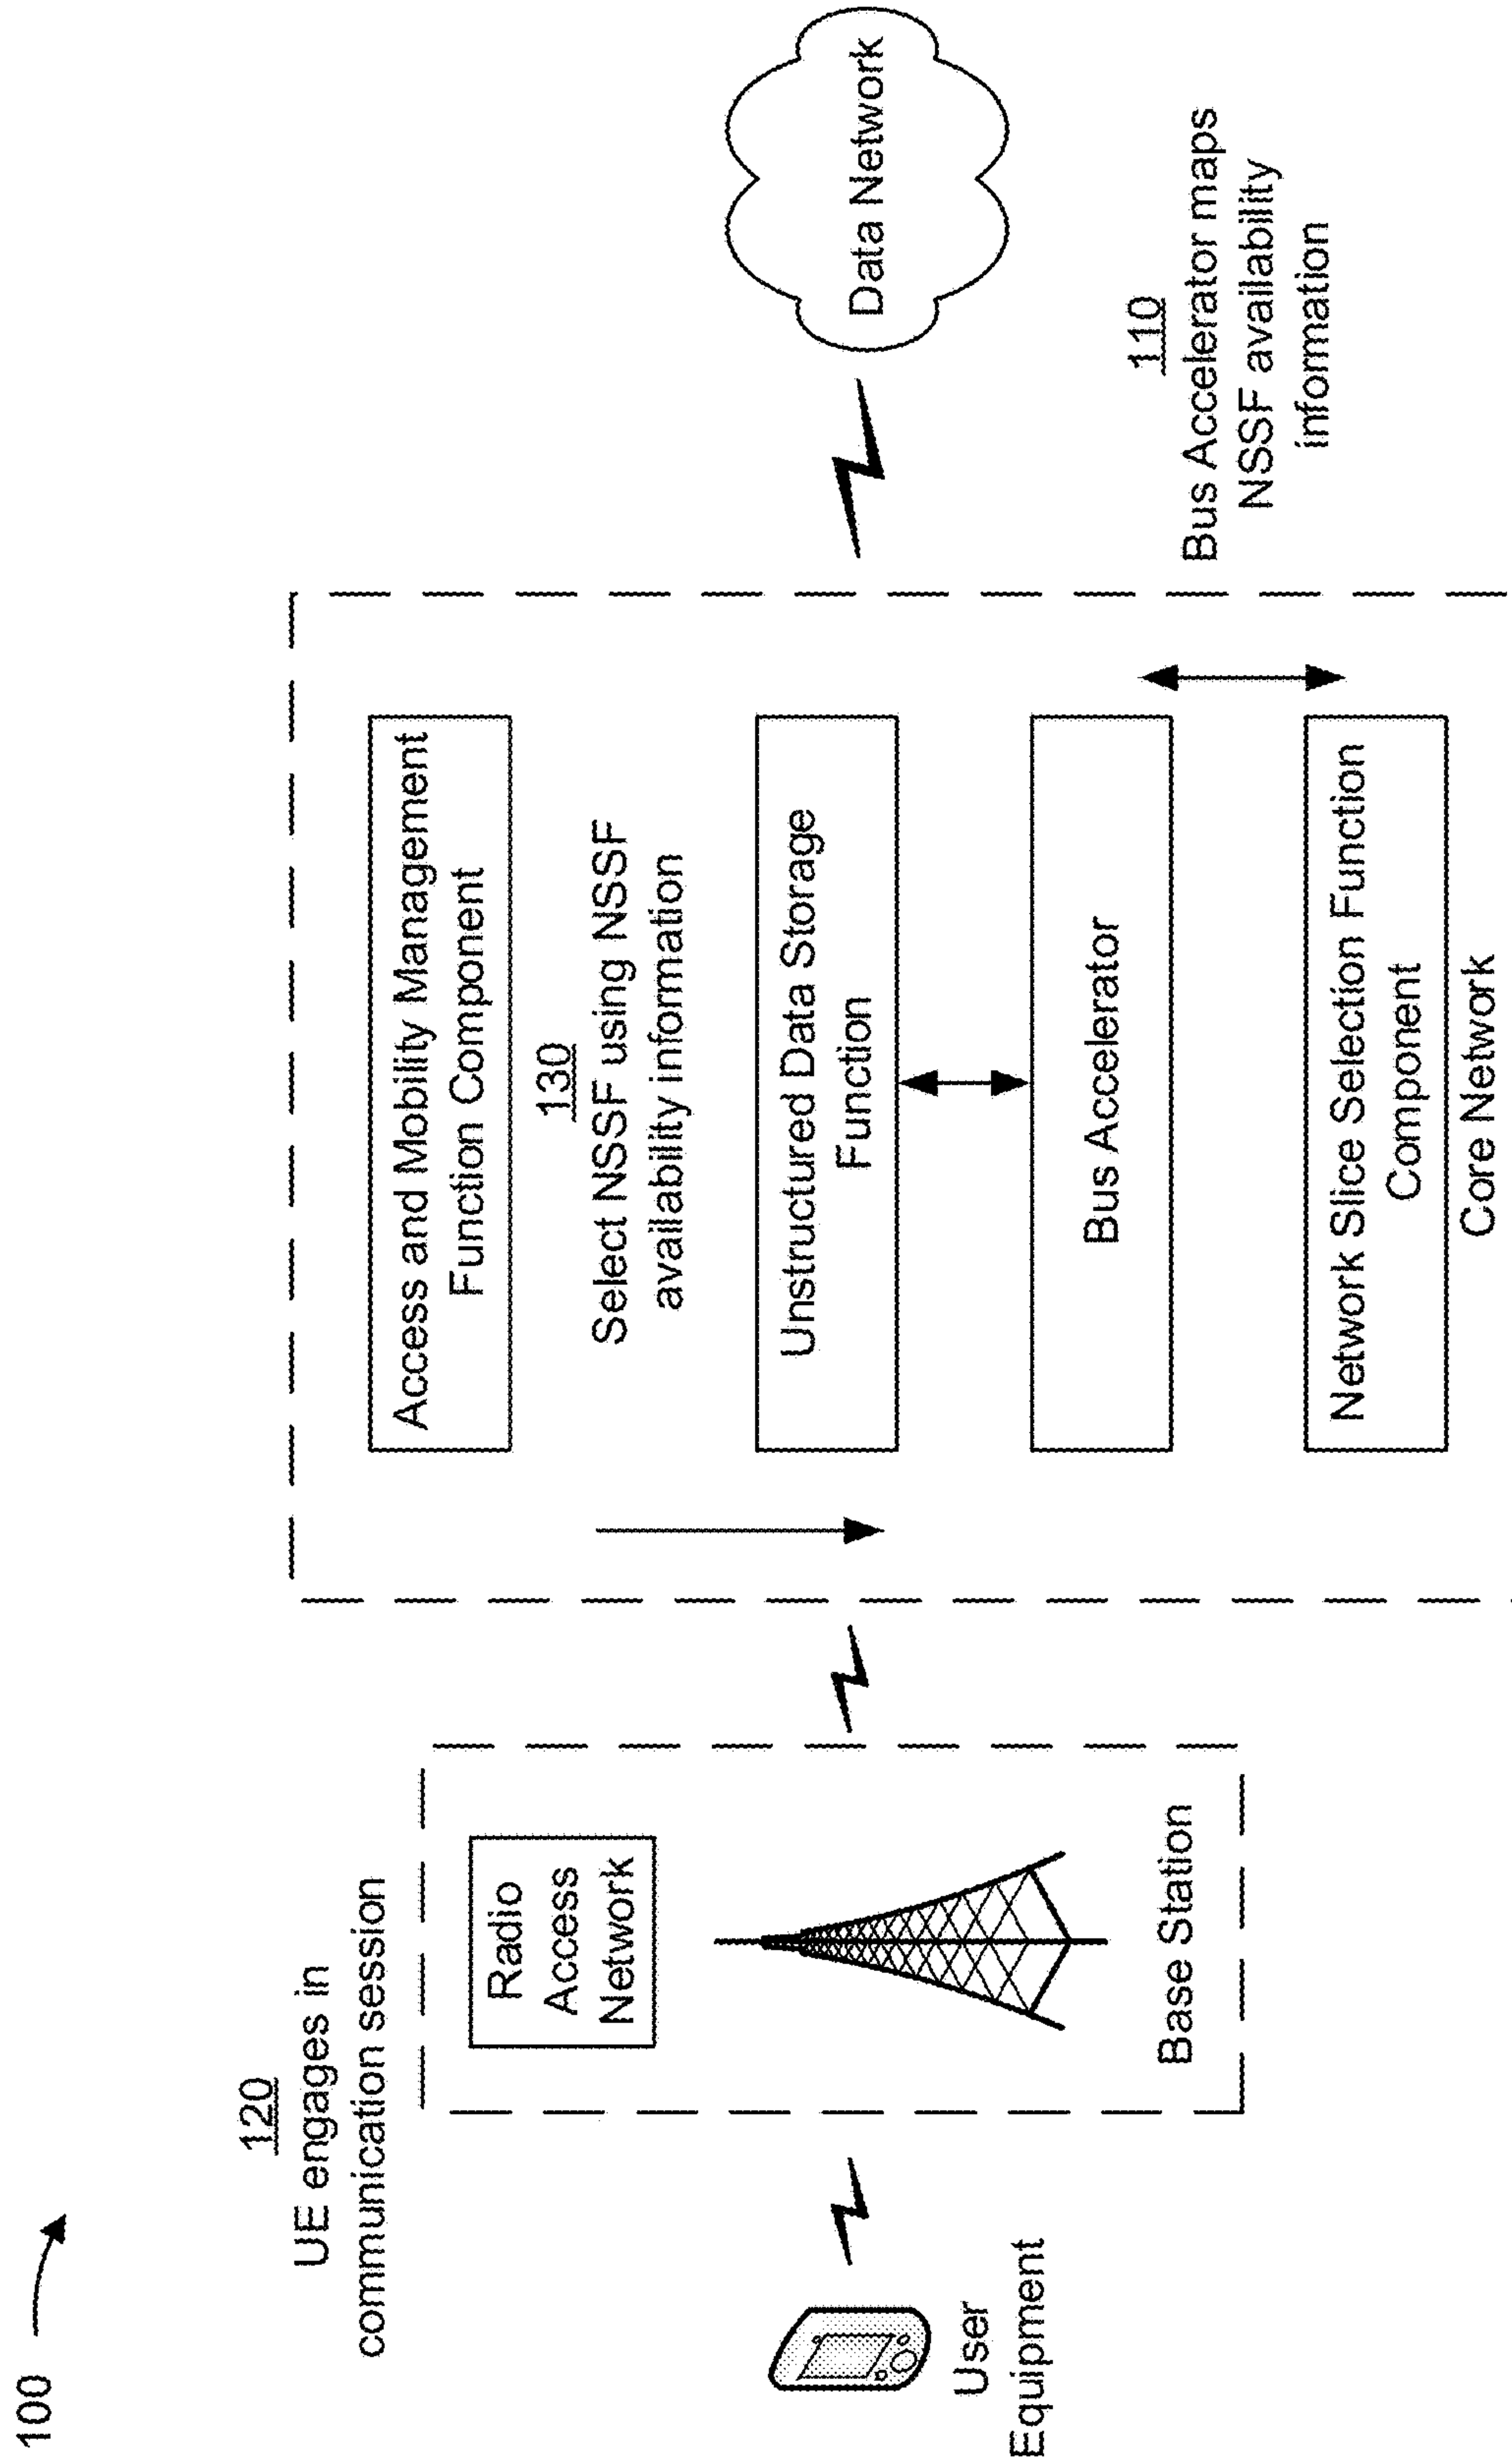 100
120
UE engages in
communication session
Radio
Access
Network
Base Station
User
Equipment
Access and Mobility Management
Function Component
130
Select NSSF using NSSF
availability information
Unstructured Data Storage
Function
Bus Accelerator
Network Slice Selection Function
Component
Core Network
Data Network
110
Bus Accelerator maps
NSSF availability
information